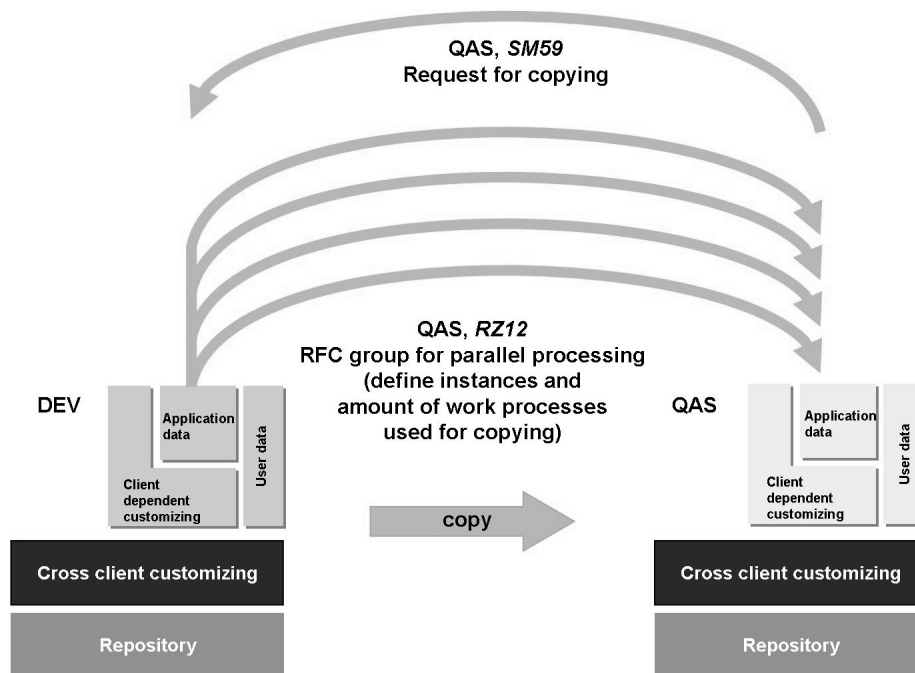 QAS, SM59
Request for copying
QAS, RZ12
RFC group for parallel processing
(define instances and
amount of work processes
used for copying)
DEV
Application
data
User data
Client
dependent
customizing
copy
QAS
Application
data
User data
Client
dependent
customizing
Cross client customizing
Cross client customizing
Repository
Repository